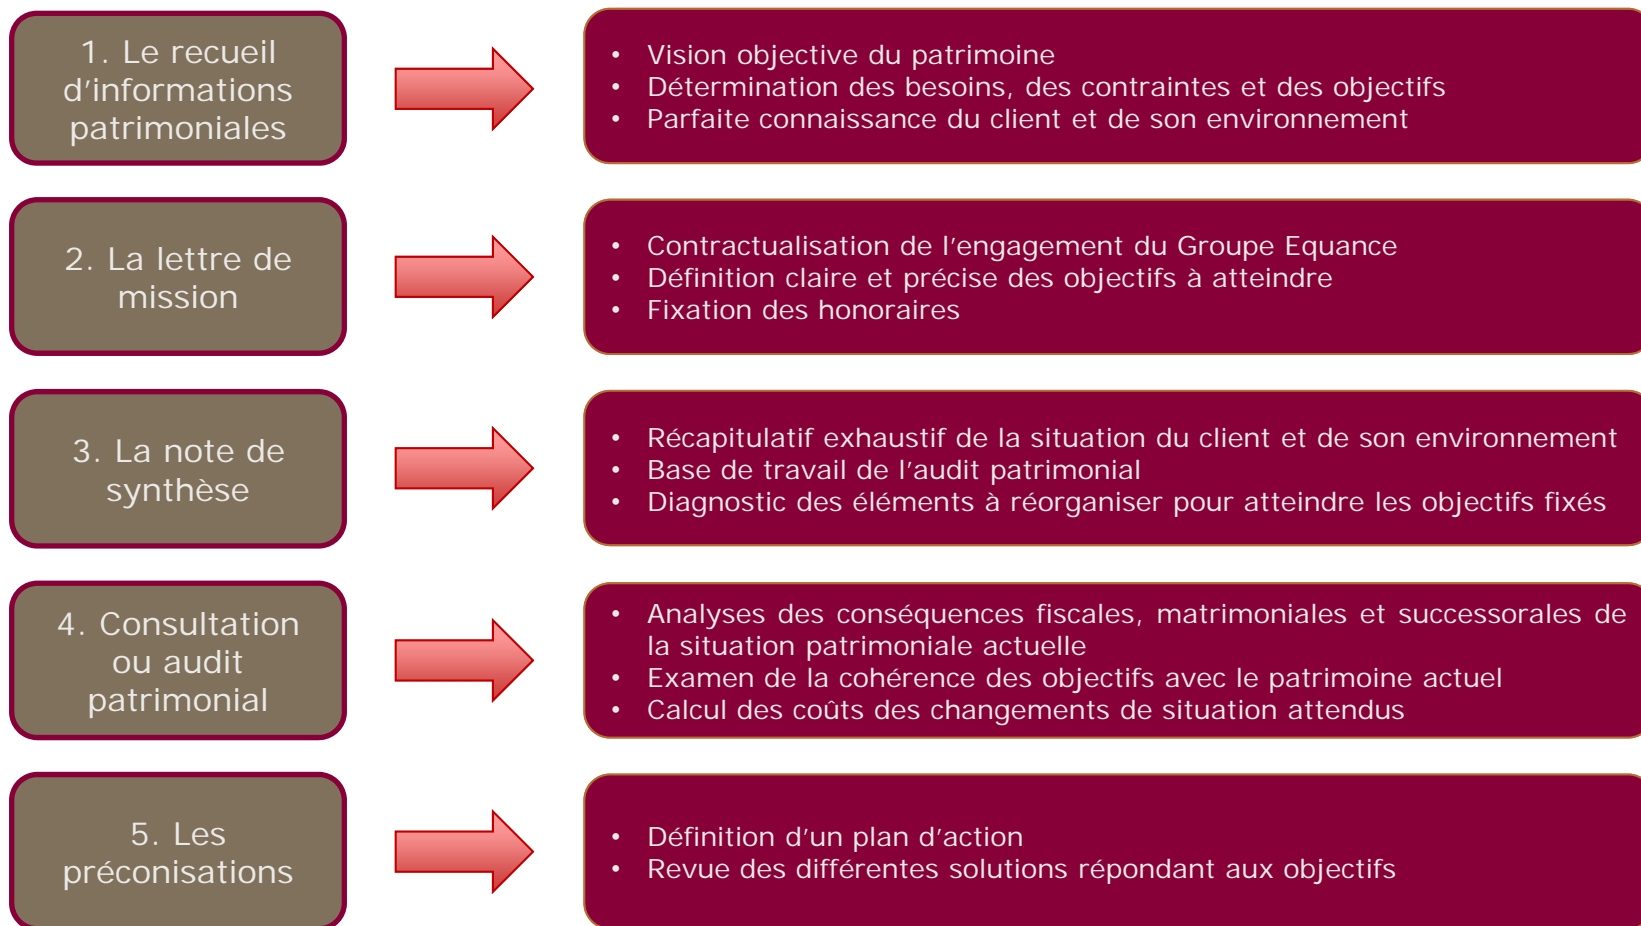 1. Le recueil
d'informations
patrimoniales
• Vision objective du patrimoine
• Détermination des besoins, des contraintes et des objectifs
• Parfaite connaissance du client et de son environnement
2. La lettre de
mission
• Contractualisation de l'engagement du Groupe Equance
• Définition claire et précise des objectifs à atteindre
• Fixation des honoraires
3. La note de
synthèse
• Récapitulatif exhaustif de la situation du client et de son environnement
• Base de travail de l'audit patrimonial
• Diagnostic des éléments à réorganiser pour atteindre les objectifs fixés
4. Consultation
ou audit
patrimonial
• Analyses des conséquences fiscales, matrimoniales et successorales de
la situation patrimoniale actuelle
• Examen de la cohérence des objectifs avec le patrimoine actuel
• Calcul des coûts des changements de situation attendus
5. Les
préconisations
• Définition d'un plan d'action
• Revue des différentes solutions répondant aux objectifs